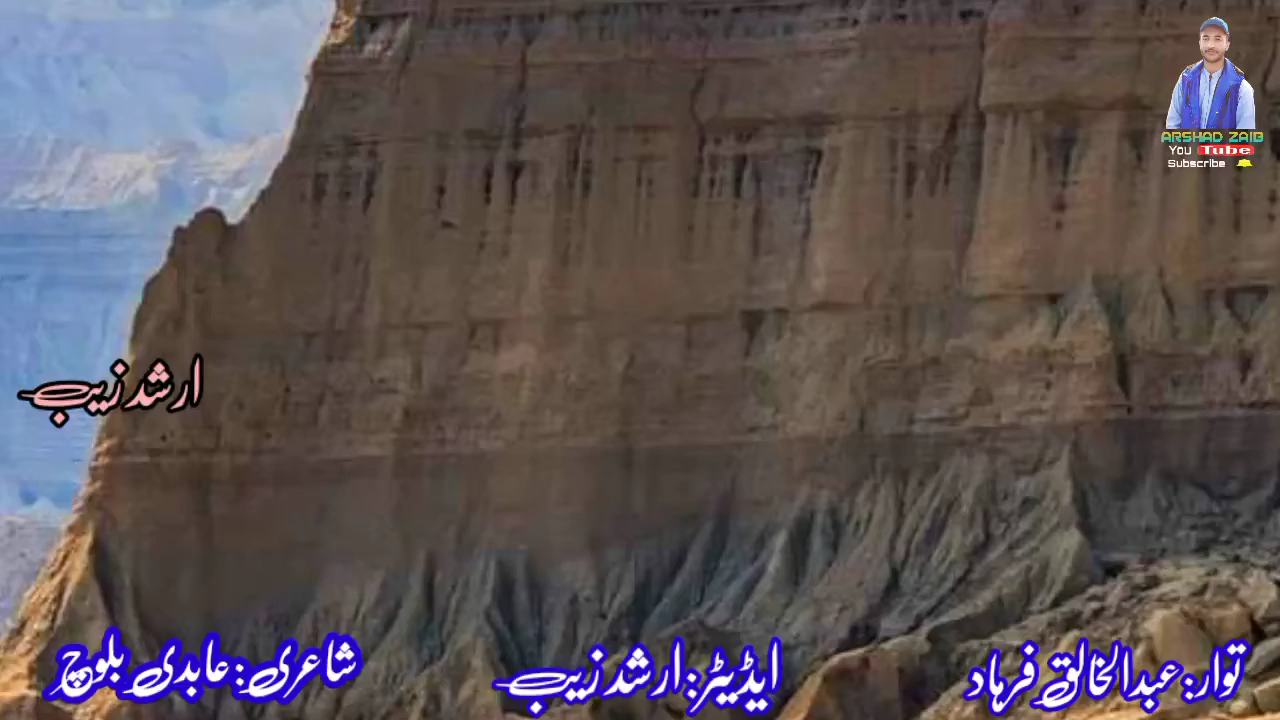 ARSHAD ZAIB
You Tube
Subscribe
ارشد زیب
توار: عبدالخالق فرہاد
ایڈیٹر: ارشد زیب
شاعری: عابدی بلوچ